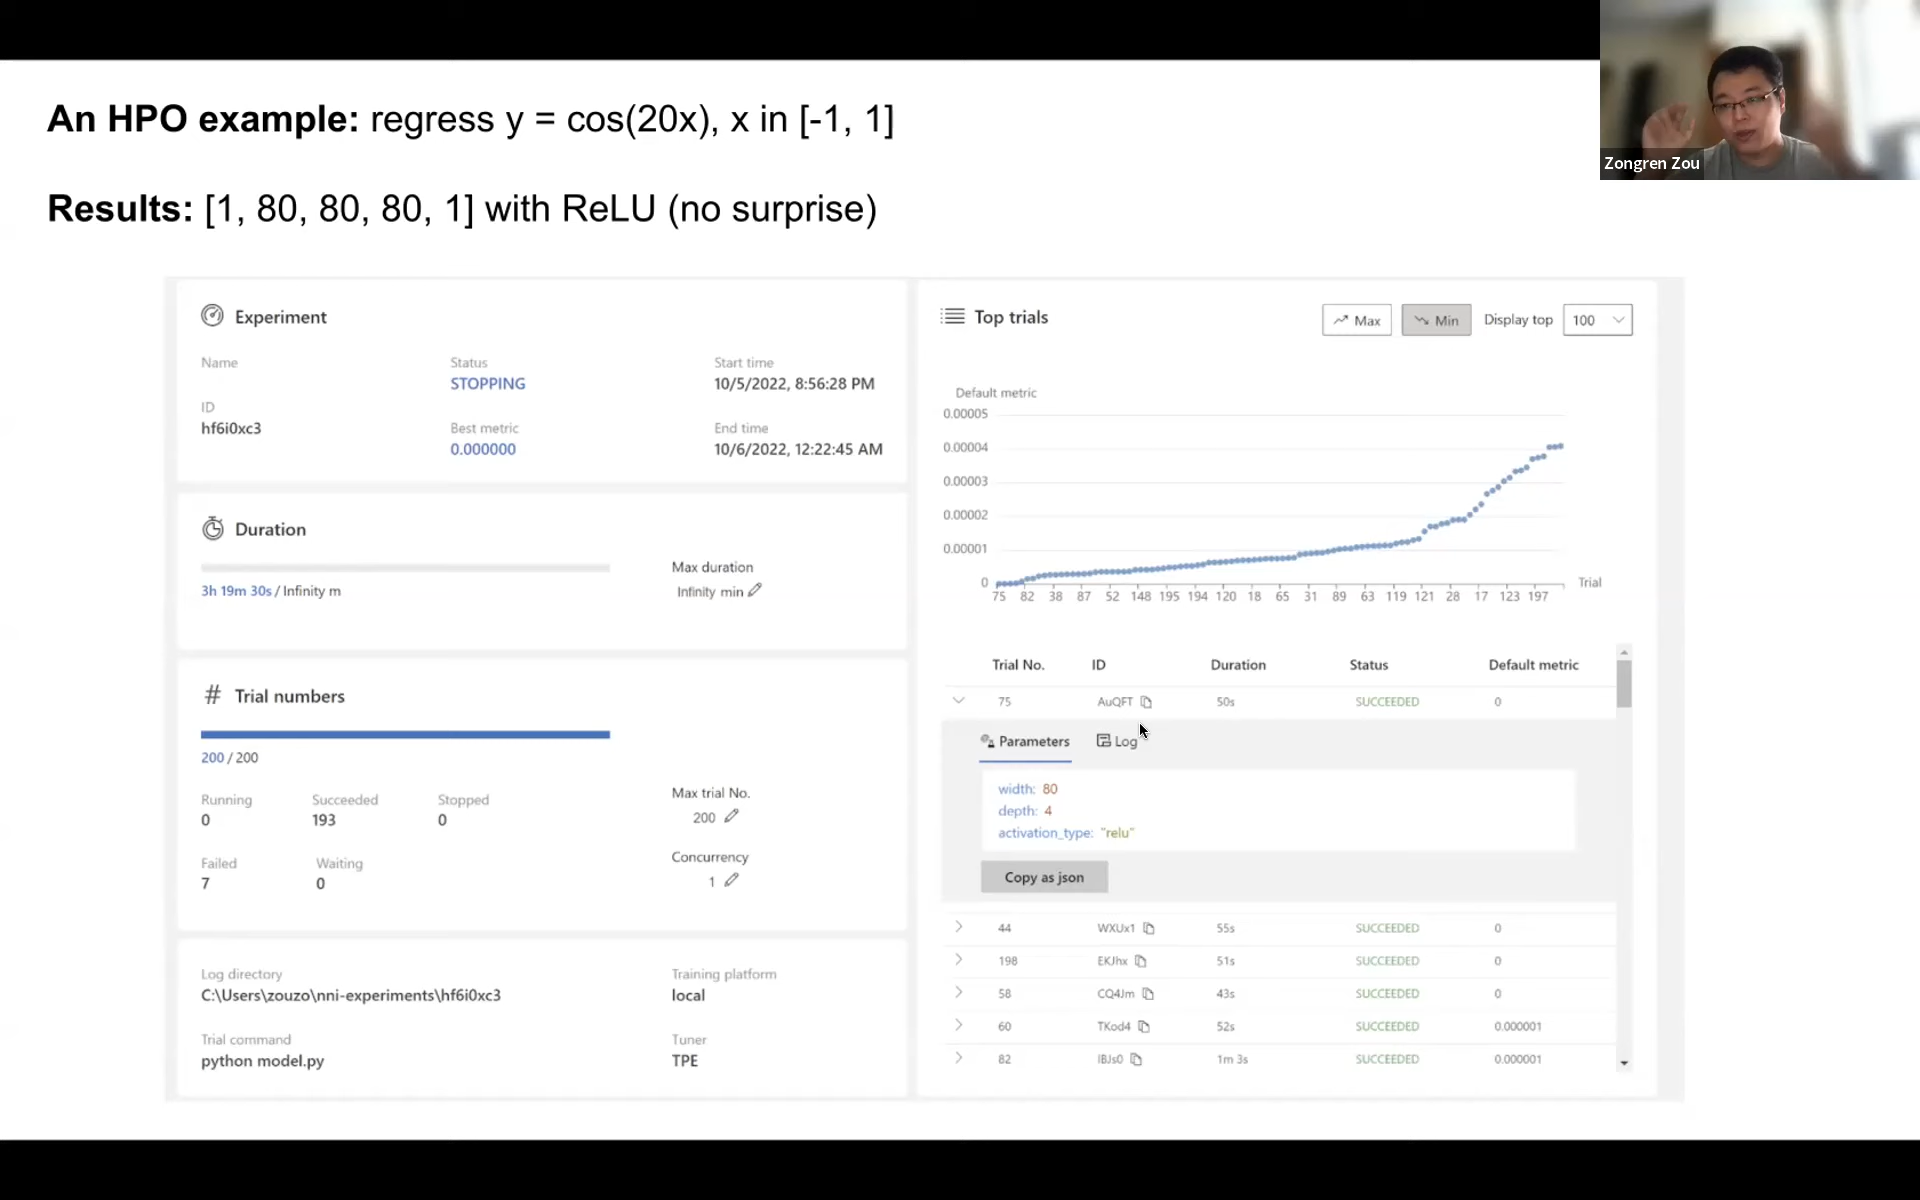 An HPO example: regress y = cos(20x), x in [-1, 1]
Results: [1, 80, 80, 80, 1] with ReLU (no surprise)
Zongren Zou
Experiment
Name
Status
STOPPING
Start time
10/5/2022, 8:56:28 PM
ID
hf6i0xc3
Best metric
0.000000
End time
10/6/2022, 12:22:45 AM
Duration
3h 19m 30s / Infinity m
Max duration
Infinity min
# Trial numbers
200 / 200
Running
0
Succeeded
193
Stopped
0
Failed
7
Waiting
0
Max trial No.
200
Concurrency
1
Log directory
C:\Users\zouzo\nni-experiments\hf6i0xc3
Training platform
local
Trial command
python model.py
Tuner
TPE
Top trials
Max
Min
Display top
100
Default metric
0.00005
0.00004
0.00003
0.00002
0.00001
0
75 82 38 87 52 148 195 194 120 18 65 31 89 63 119 121 28 17 123 197
Trial
Trial No. ID Duration Status Default metric
75 AuQFT 50s SUCCEEDED 0
Parameters
Log
width: 80
depth: 4
activation_type: "relu"
Copy as json
44 WXUx1 55s SUCCEEDED 0
198 EKJhx 51s SUCCEEDED 0
58 CQ4Jm 43s SUCCEEDED 0
60 TKod4 52s SUCCEEDED 0.000001
82 IBJs0 1m 3s SUCCEEDED 0.000001